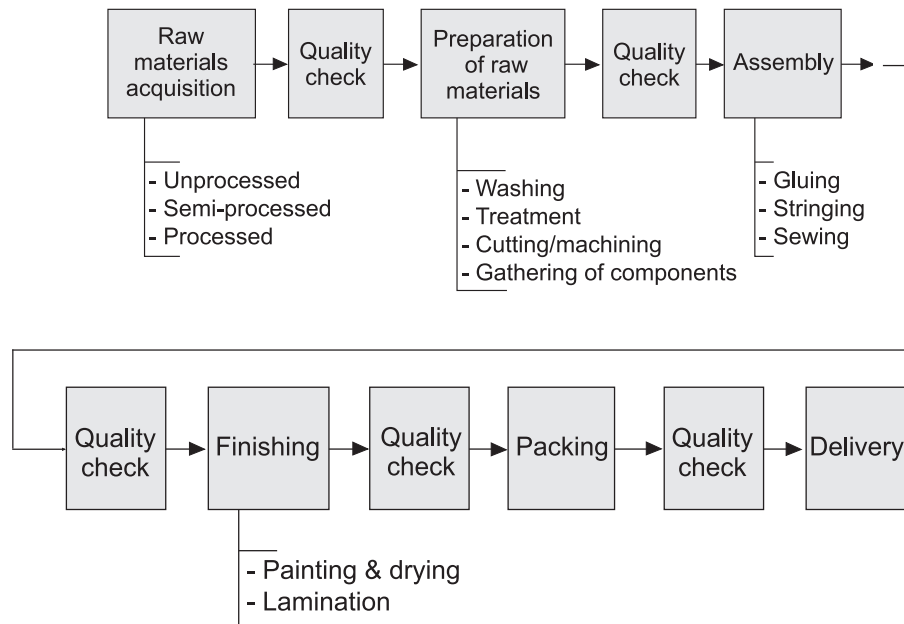 Raw
materials
acquisition
Quality
check
Preparation
of raw
materials
Quality
check
Assembly
- Unprocessed
- Semi-processed
- Processed
- Washing
- Treatment
- Cutting/machining
- Gathering of components
- Gluing
- Stringing
- Sewing
Quality
check
Finishing
Quality
check
Packing
Quality
check
Delivery
- Painting & drying
- Lamination